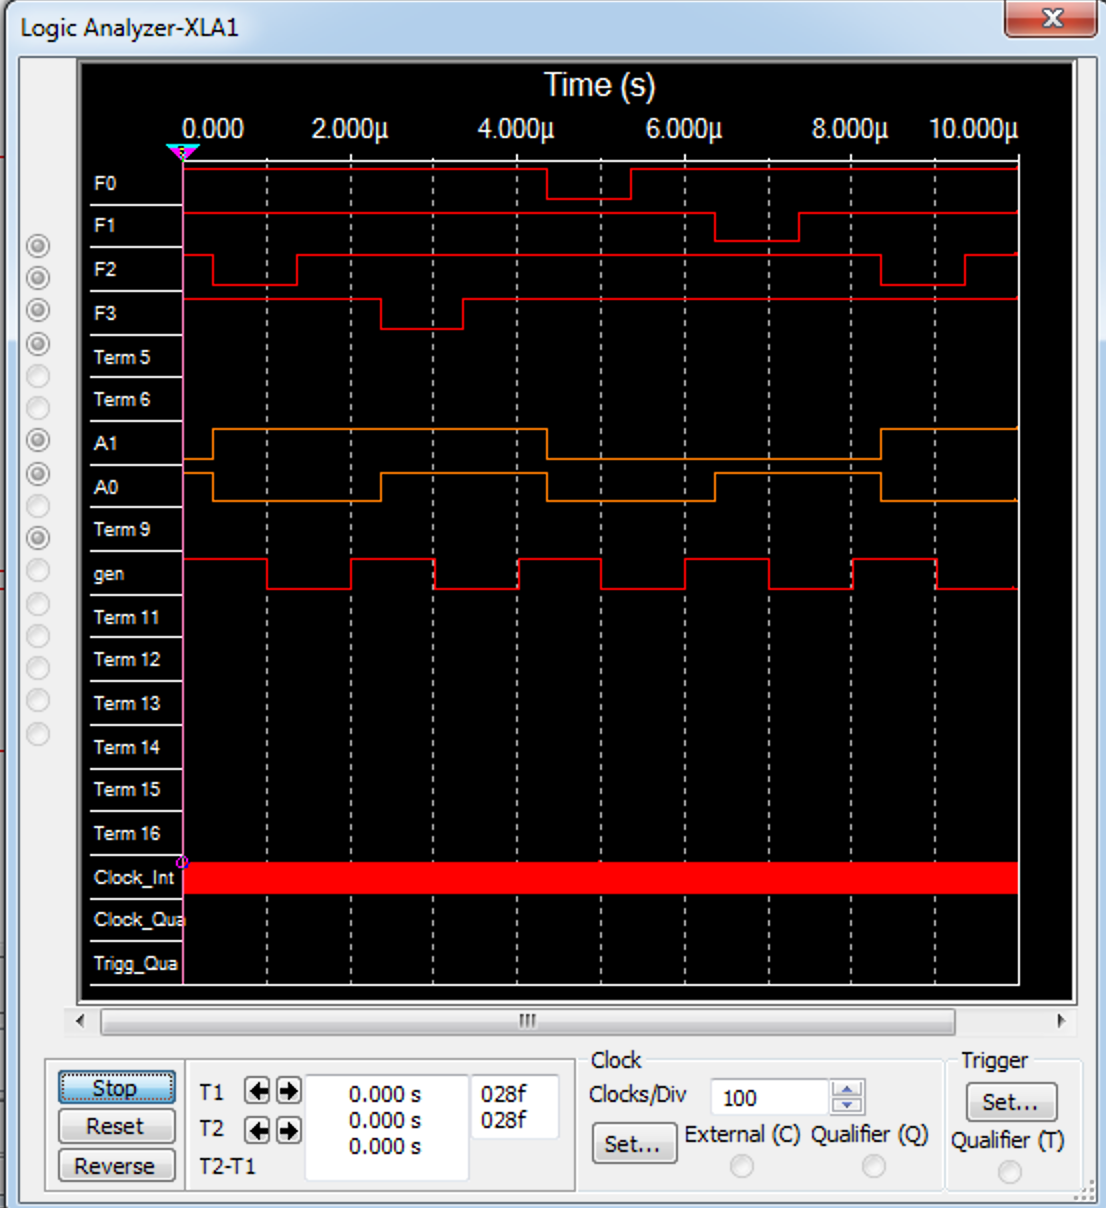 Logic Analyzer-XLA1
Time (s)
0.000 2.000µ 4.000µ 6.000µ 8.000µ 10.000µ
F0
F1
F2
F3
Term 5
Term 6
A1
A0
Term 9
gen
Term 11
Term 12
Term 13
Term 14
Term 15
Term 16
Clock_Int
Clock_Qua
Trigg_Qua
Stop
Reset
Reverse
T1 0.000 s 028f
T2 0.000 s 028f
T2-T1 0.000 s
Clock
Clocks/Div 100
Set...
External (C) Qualifier (Q)
Trigger
Set...
Qualifier (T)